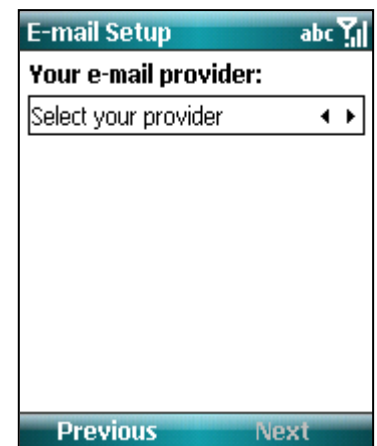 E-mail Setup abc
Your e-mail provider:
Select your provider
Previous Next